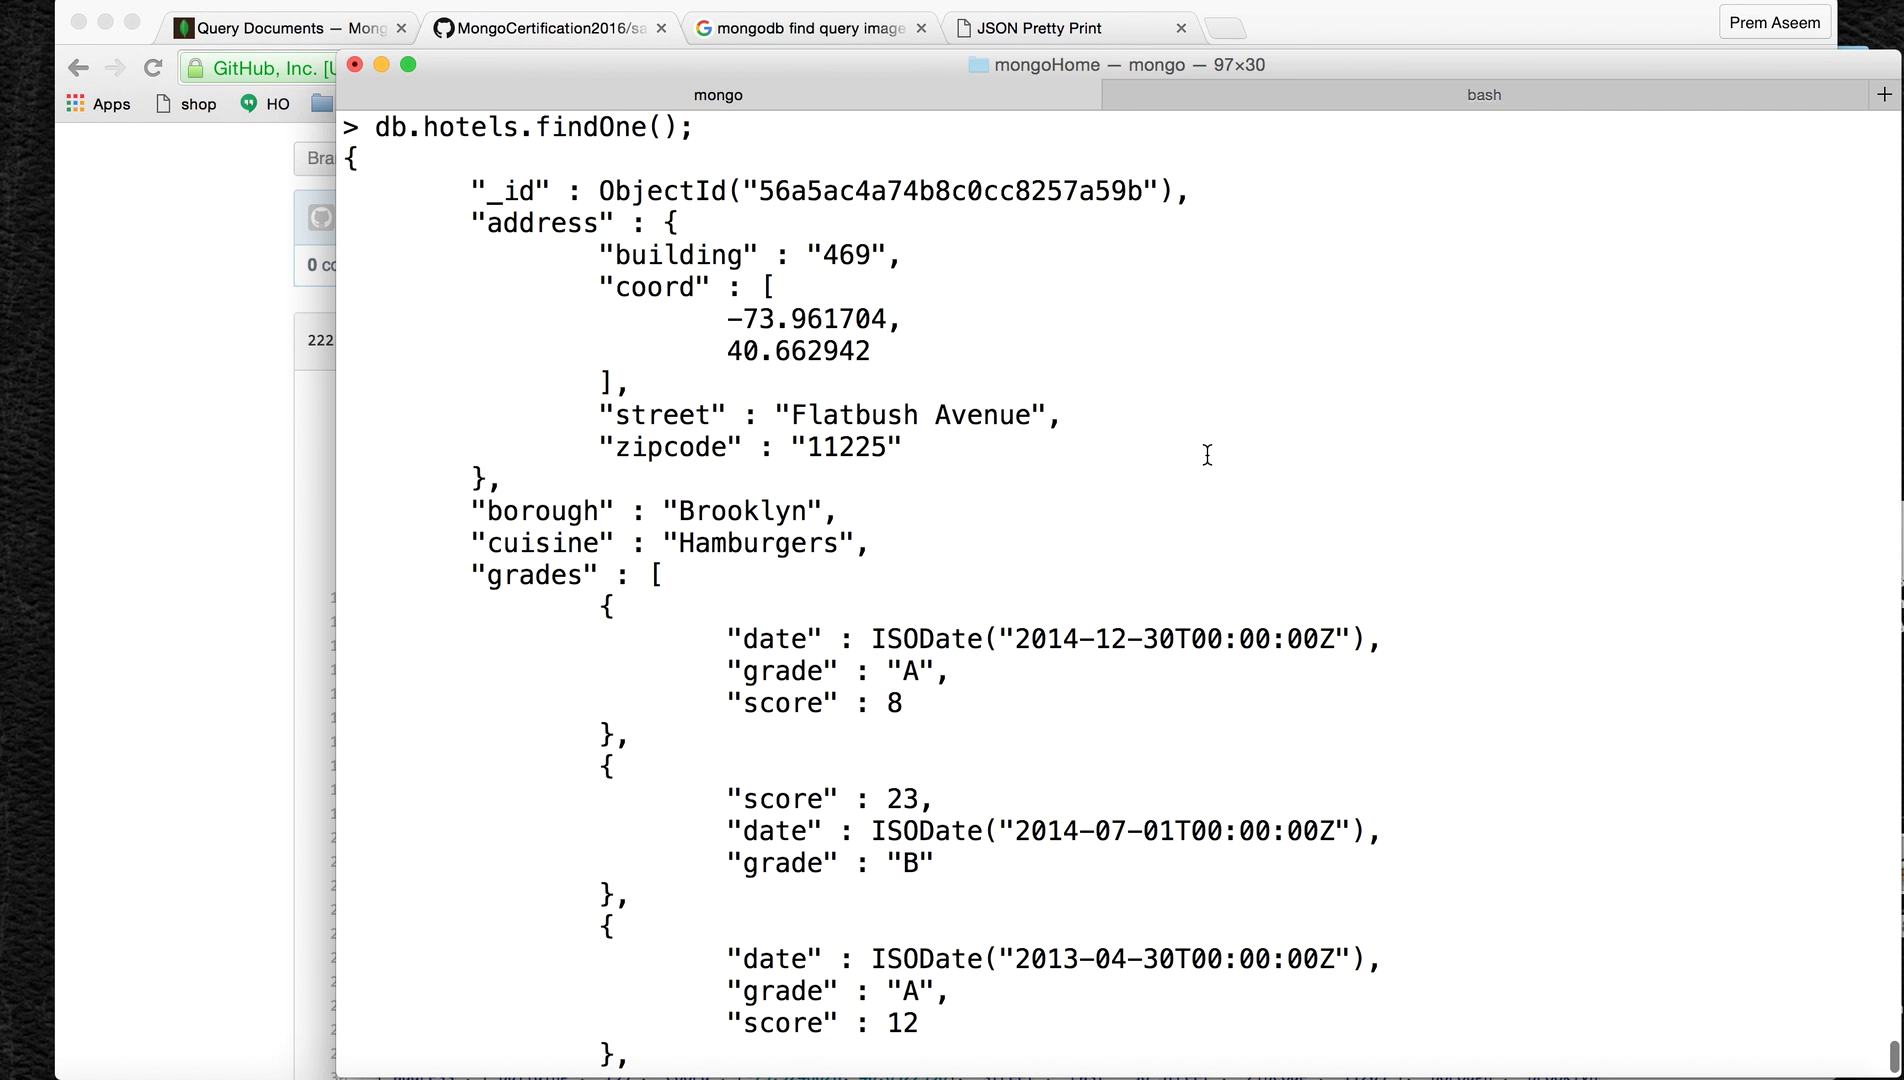 Query Documents — Mong
MongoCertification2016/sa
mongodb find query image
JSON Pretty Print
Prem Aseem
GitHub, Inc. [U
mongoHome — mongo — 97×30
Apps
shop
HO
mongo
bash
Bra
0 co
222
> db.hotels.findOne();
{
"_id" : ObjectId("56a5ac4a74b8c0cc8257a59b"),
"address" : {
"building" : "469",
"coord" : [
-73.961704,
40.662942
],
"street" : "Flatbush Avenue",
"zipcode" : "11225"
},
"borough" : "Brooklyn",
"cuisine" : "Hamburgers",
"grades" : [
{
"date" : ISODate("2014-12-30T00:00:00Z"),
"grade" : "A",
"score" : 8
},
{
"score" : 23,
"date" : ISODate("2014-07-01T00:00:00Z"),
"grade" : "B"
},
{
"date" : ISODate("2013-04-30T00:00:00Z"),
"grade" : "A",
"score" : 12
},